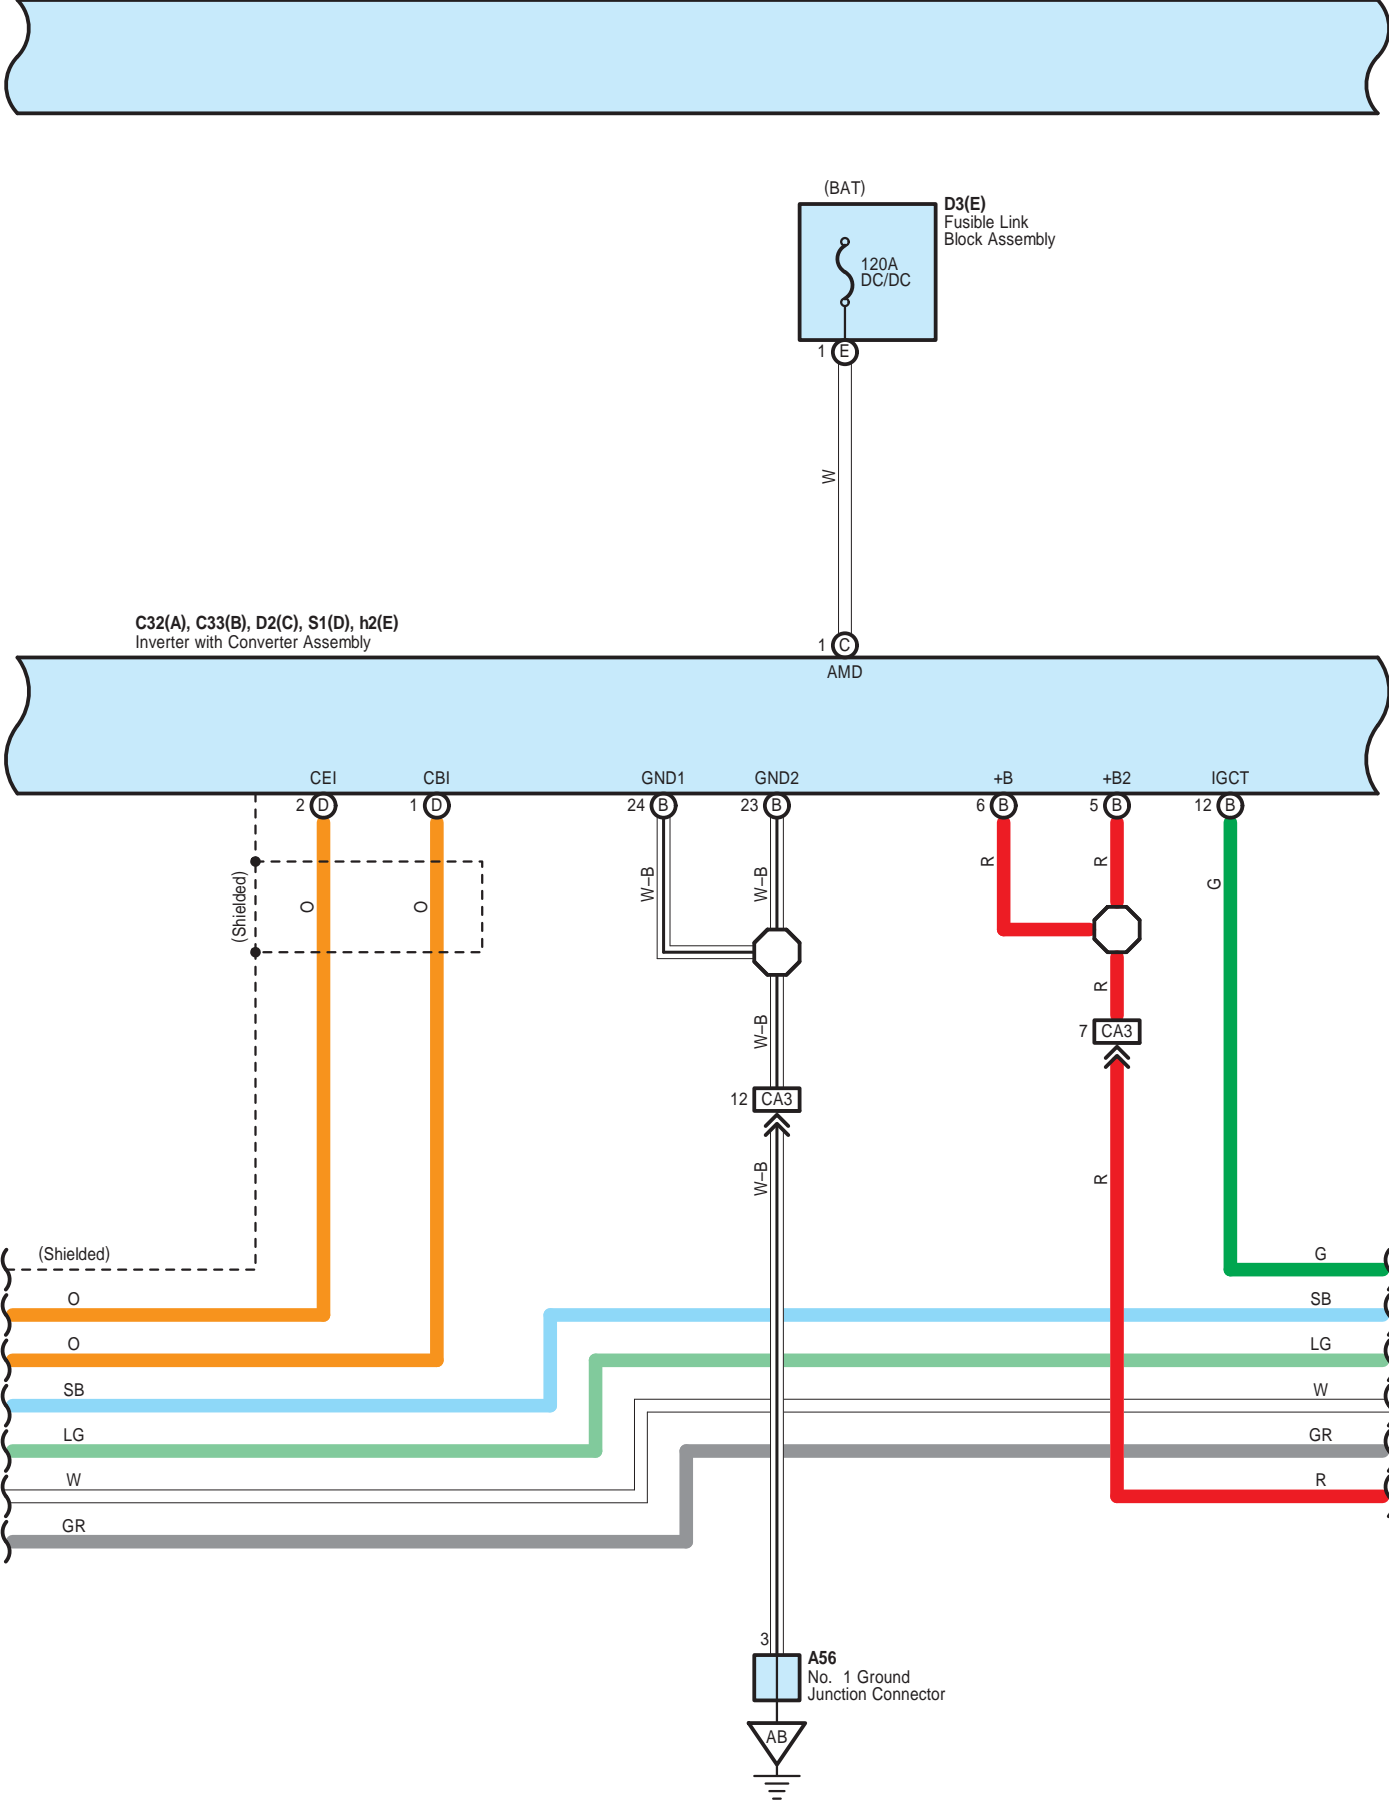 (BAT)
D3(E)
Fusible Link
Block Assembly
120A
DC/DC
1 E
W
C32(A), C33(B), D2(C), S1(D), h2(E)
Inverter with Converter Assembly
1 C
AMD
CEI CBI GND1 GND2 +B +B2 IGCT
2 D 1 D 24 B 23 B 6 B 5 B 12 B
(Shielded) O O W–B W–B R R G
W–B R
7 CA3
12 CA3
W–B R
(Shielded) G
O SB
O LG
SB W
LG GR
W R
GR
3
A56
No. 1 Ground
Junction Connector
AB